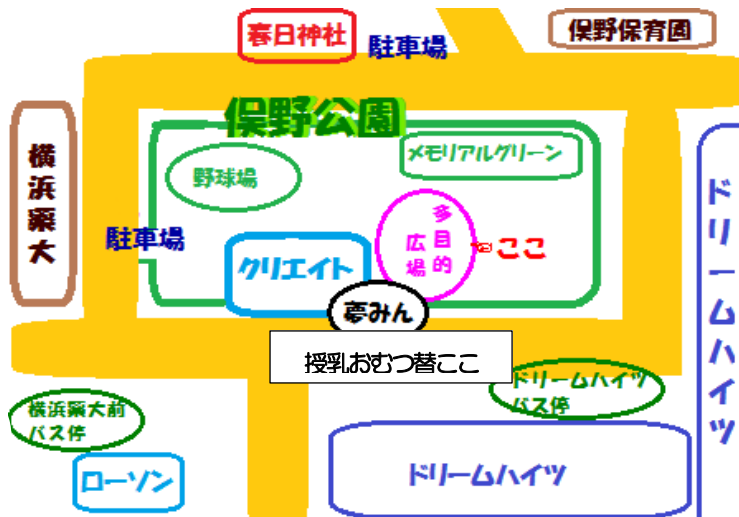 春日神社
駐車場
俣野保育園
俣野公園
横浜薬大
野球場
メモリアルグリーン
多目的
広場
☜ここ
駐車場
クリエイト
夢みん
授乳おむつ替ここ
ドリームハイツ
バス停
ドリームハイツ
横浜薬大前
バス停
ローソン
ドリームハイツ